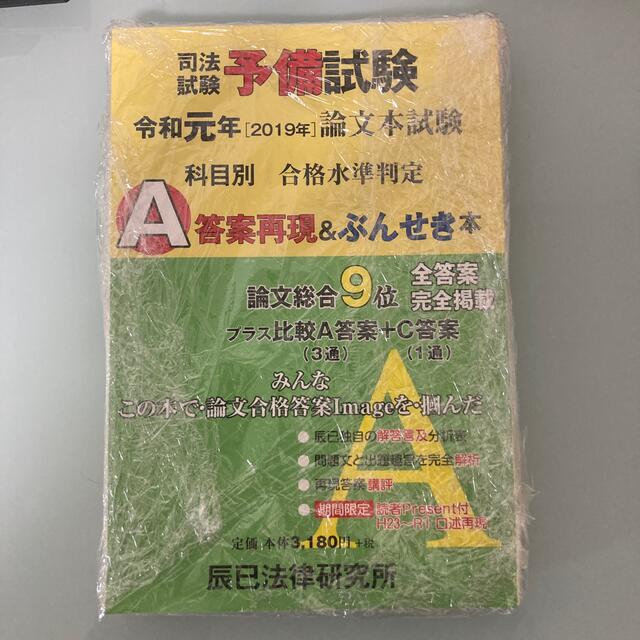 司法試験 予備試験
令和元年[2019年]論文本試験
科目別 合格水準判定
A答案再現&ぶんせき本
論文総合9位 全答案完全掲載
プラス比較A答案+C答案
(3通) (1通)
みんな
この本で・論文合格答案Imageを・掴んだ
A
●辰已独自の解答言及分析表
●問題文と出題趣旨を完全解析
●再現答案講評
●期間限定 読者Present付
H23~R1 口述再現
定価 本体3,180円+税
辰已法律研究所